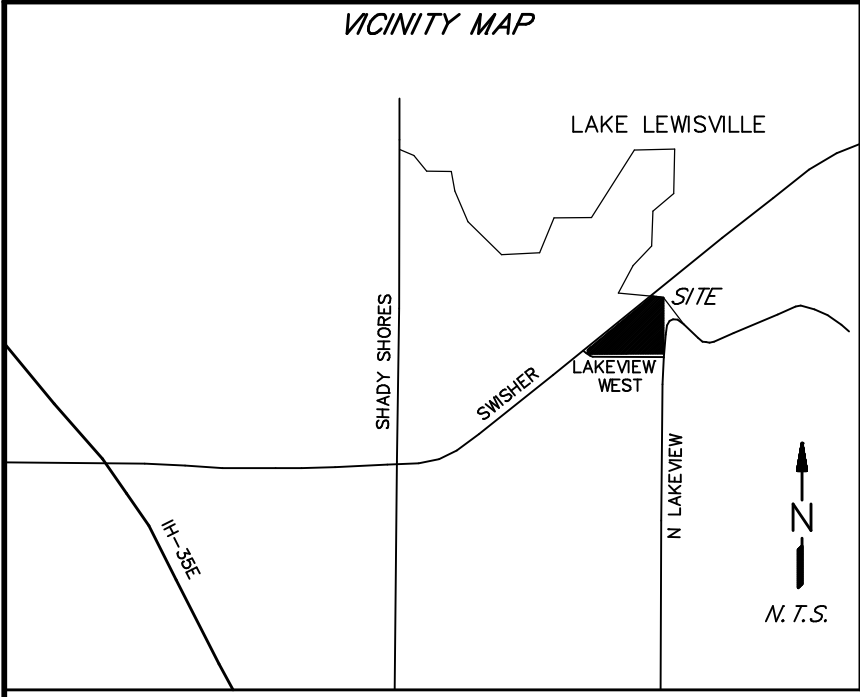 VICINITY MAP
LAKE LEWISVILLE
SITE
SHADY SHORES
LAKEVIEW
WEST
SWISHER
N LAKEVIEW
IH-35E
N
N.T.S.